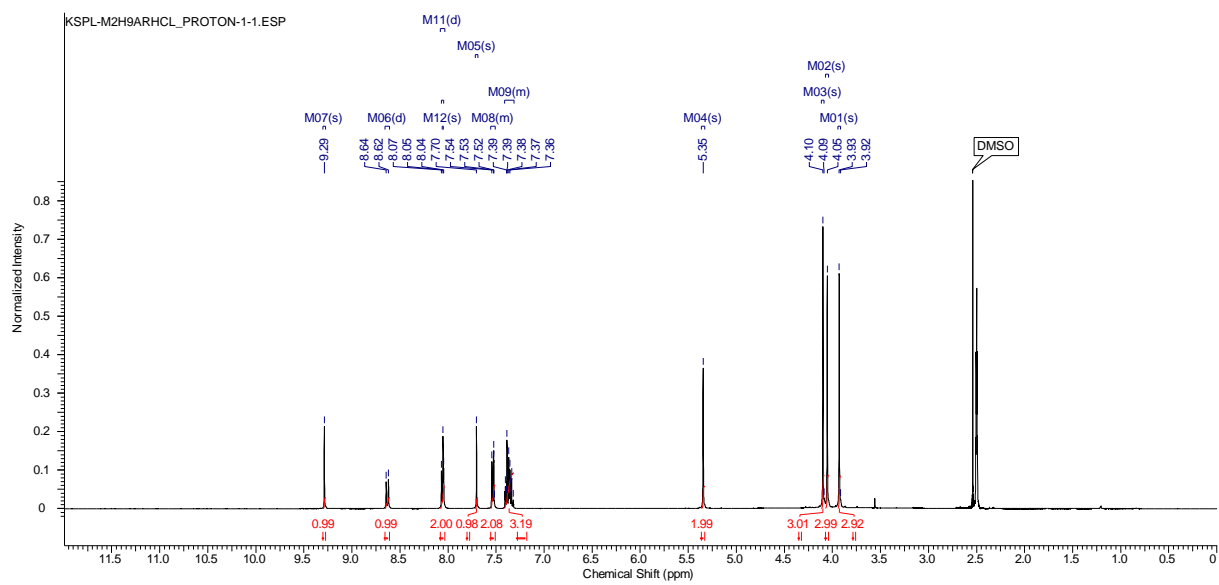 KSPL-M2H9ARHCL_PROTON-1-1.ESP
M11(d)
M05(s)
M02(s)
M09(m)
M03(s)
M07(s) M06(d) M12(s) M08(m) M04(s) M01(s)
9.29 8.64 8.62 8.07 8.05 8.04 7.70 7.54 7.53 7.52 7.39 7.39 7.38 7.37 7.36 5.35 4.10 4.09 4.05 3.93 3.92
DMSO
0.8
0.7
0.6
0.5
0.4
0.3
0.2
0.1
0
Normalized Intensity
0.99 0.99 2.00 0.98 2.08 3.19 1.99 3.01 2.99 2.92
11.5 11.0 10.5 10.0 9.5 9.0 8.5 8.0 7.5 7.0 6.5 6.0 5.5 5.0 4.5 4.0 3.5 3.0 2.5 2.0 1.5 1.0 0.5 0
Chemical Shift (ppm)